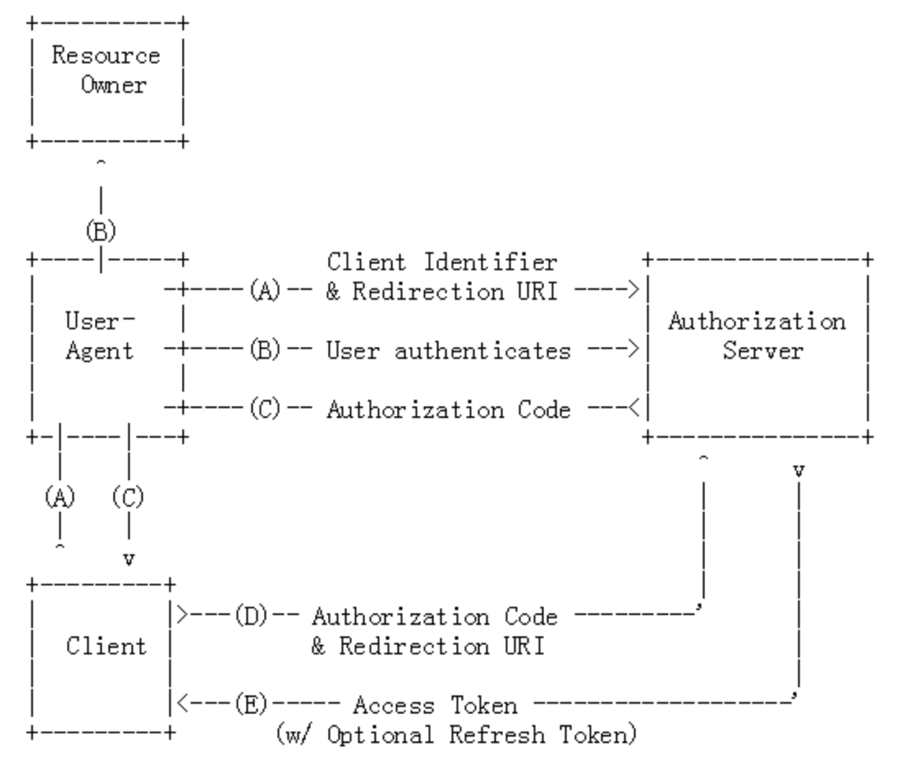 Resource
Owner
(B)
Client Identifier
(A) & Redirection URI
User-
Agent
(B) User authenticates
Authorization
Server
(C) Authorization Code
(A) (C)
(D) Authorization Code
& Redirection URI
Client
(E) Access Token
(w/ Optional Refresh Token)